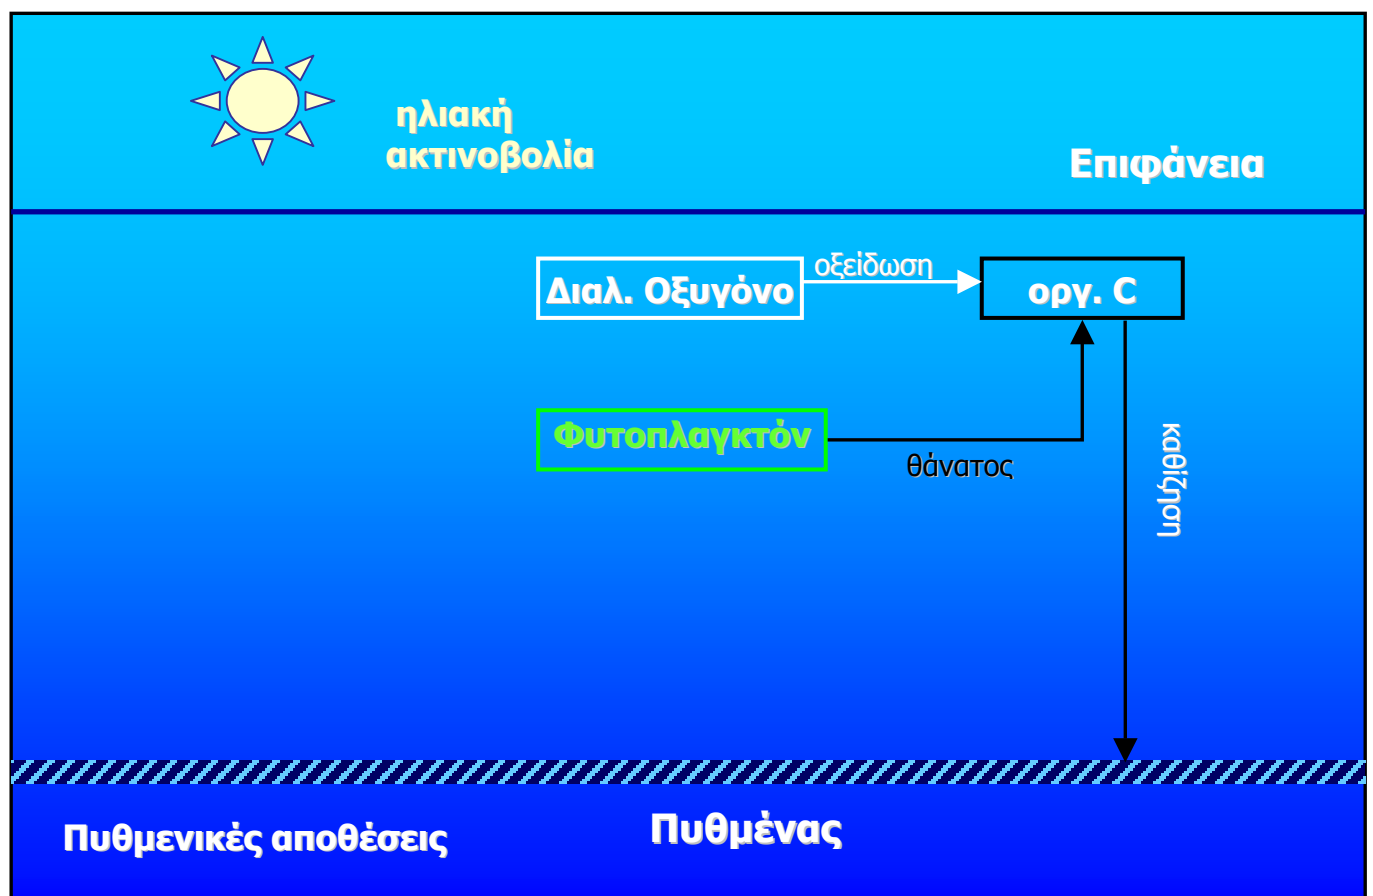 ηλιακή
ακτινοβολία
Επιφάνεια
οξείδωση
Διαλ. Οξυγόνο
οργ. C
Φυτοπλαγκτόν
θάνατος
καθίζηση
Πυθμενικές αποθέσεις
Πυθμένας